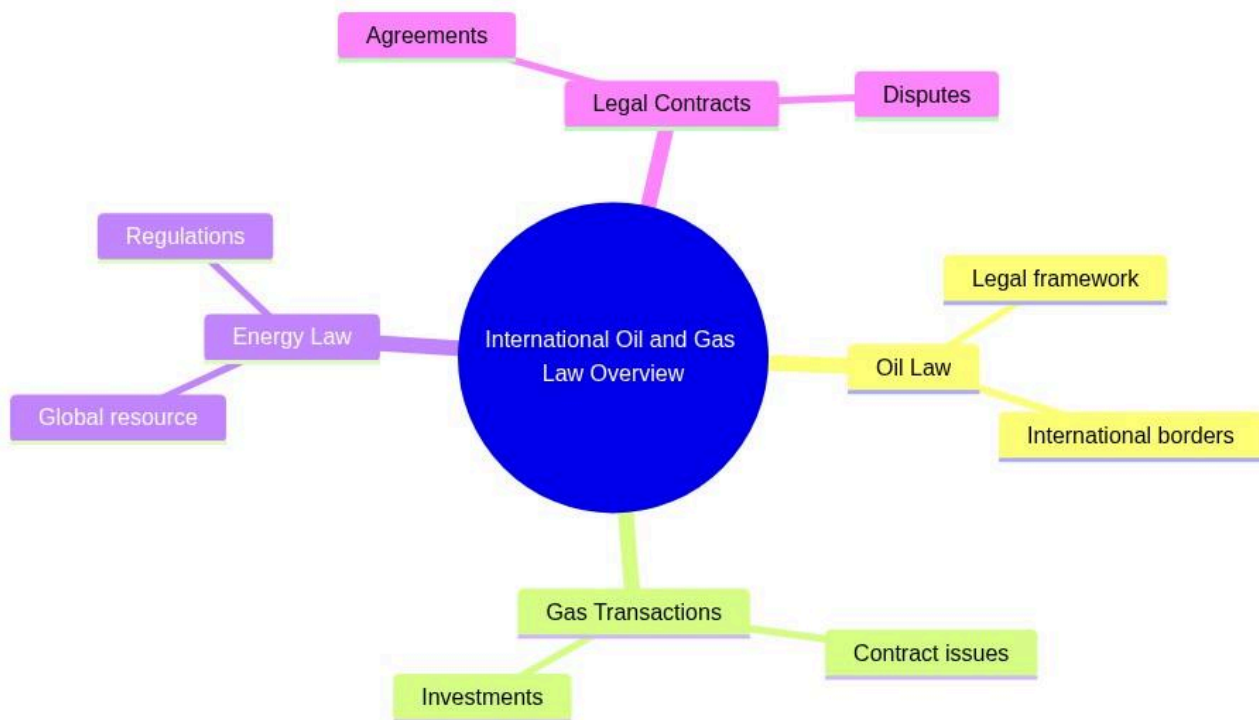 Agreements
Legal Contracts
Disputes
Regulations
Energy Law
Global resource
International Oil and Gas
Law Overview
Legal framework
Oil Law
International borders
Gas Transactions
Contract issues
Investments